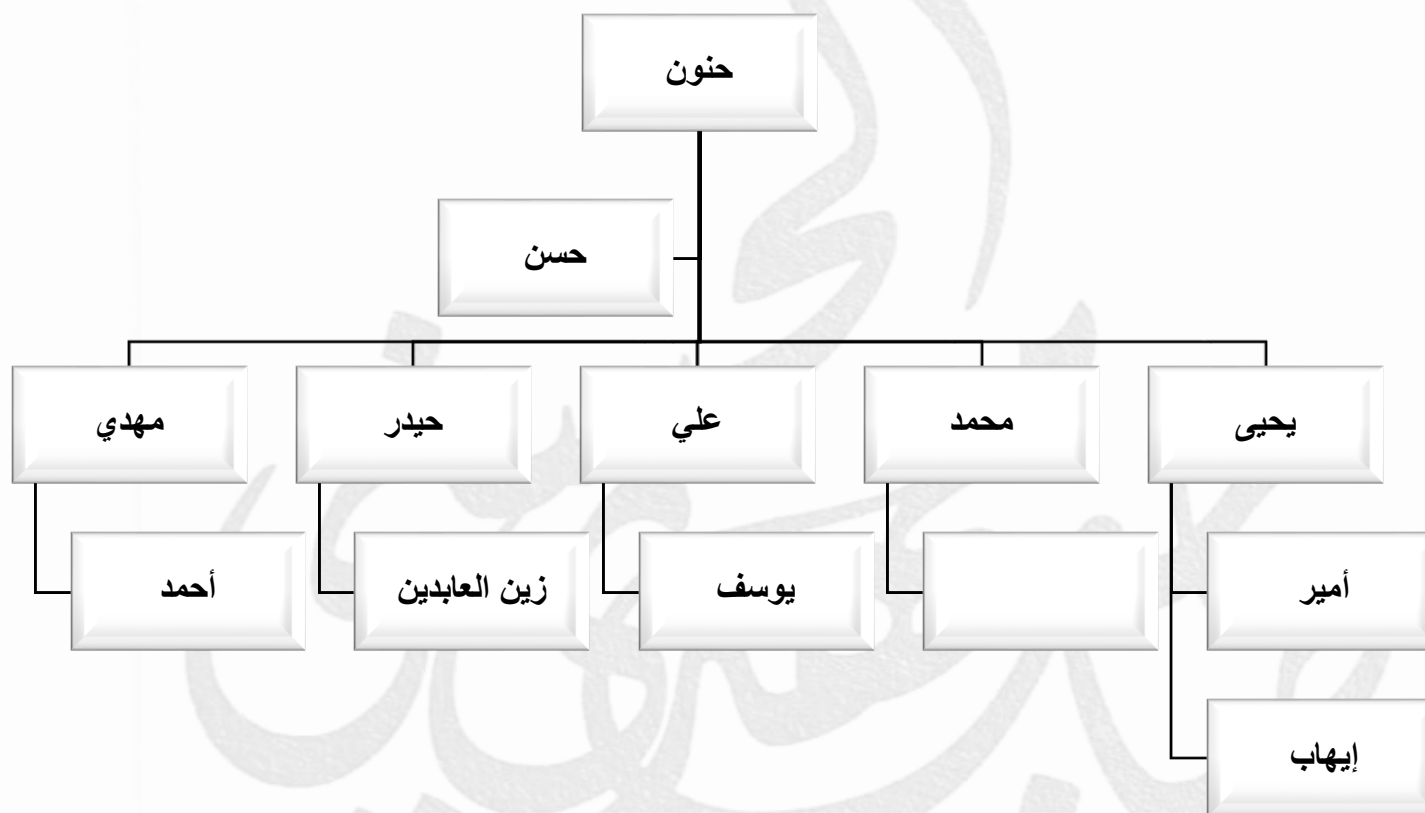 حنون
حسن
يحيى
محمد
علي
حيدر
مهدي
أمير
يوسف
زين العابدين
أحمد
إيهاب